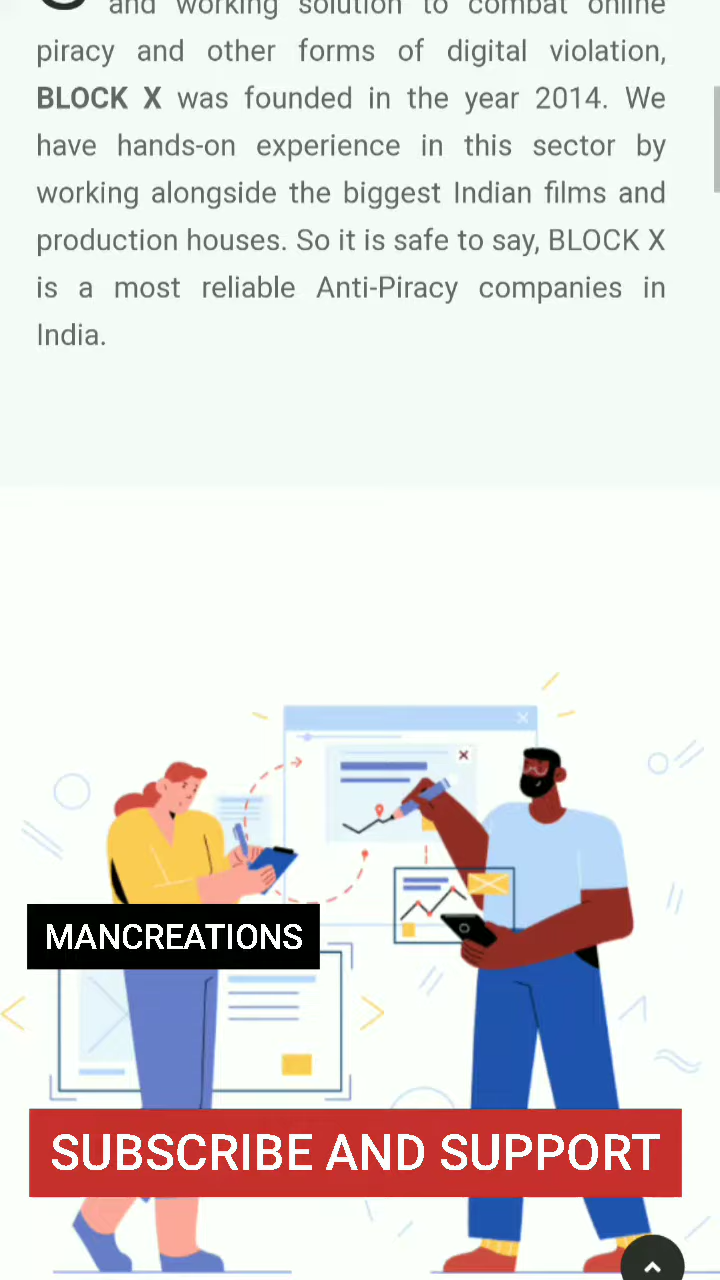 and working solution to combat online
piracy and other forms of digital violation,
BLOCK X was founded in the year 2014. We
have hands-on experience in this sector by
working alongside the biggest Indian films and
production houses. So it is safe to say, BLOCK X
is a most reliable Anti-Piracy companies in
India.
MANCREATIONS
SUBSCRIBE AND SUPPORT